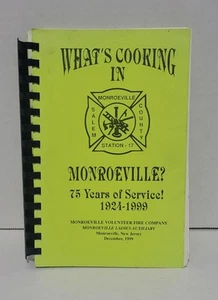 WHAT'S COOKING
IN
MONROEVILLE
SALEM
COUNTY
STATION - 17
MONROEVILLE?
75 Years of Service!
1924-1999
MONROEVILLE VOLUNTEER FIRE COMPANY
MONROEVILLE LADIES AUXILIARY
Monroeville, New Jersey
December, 1999